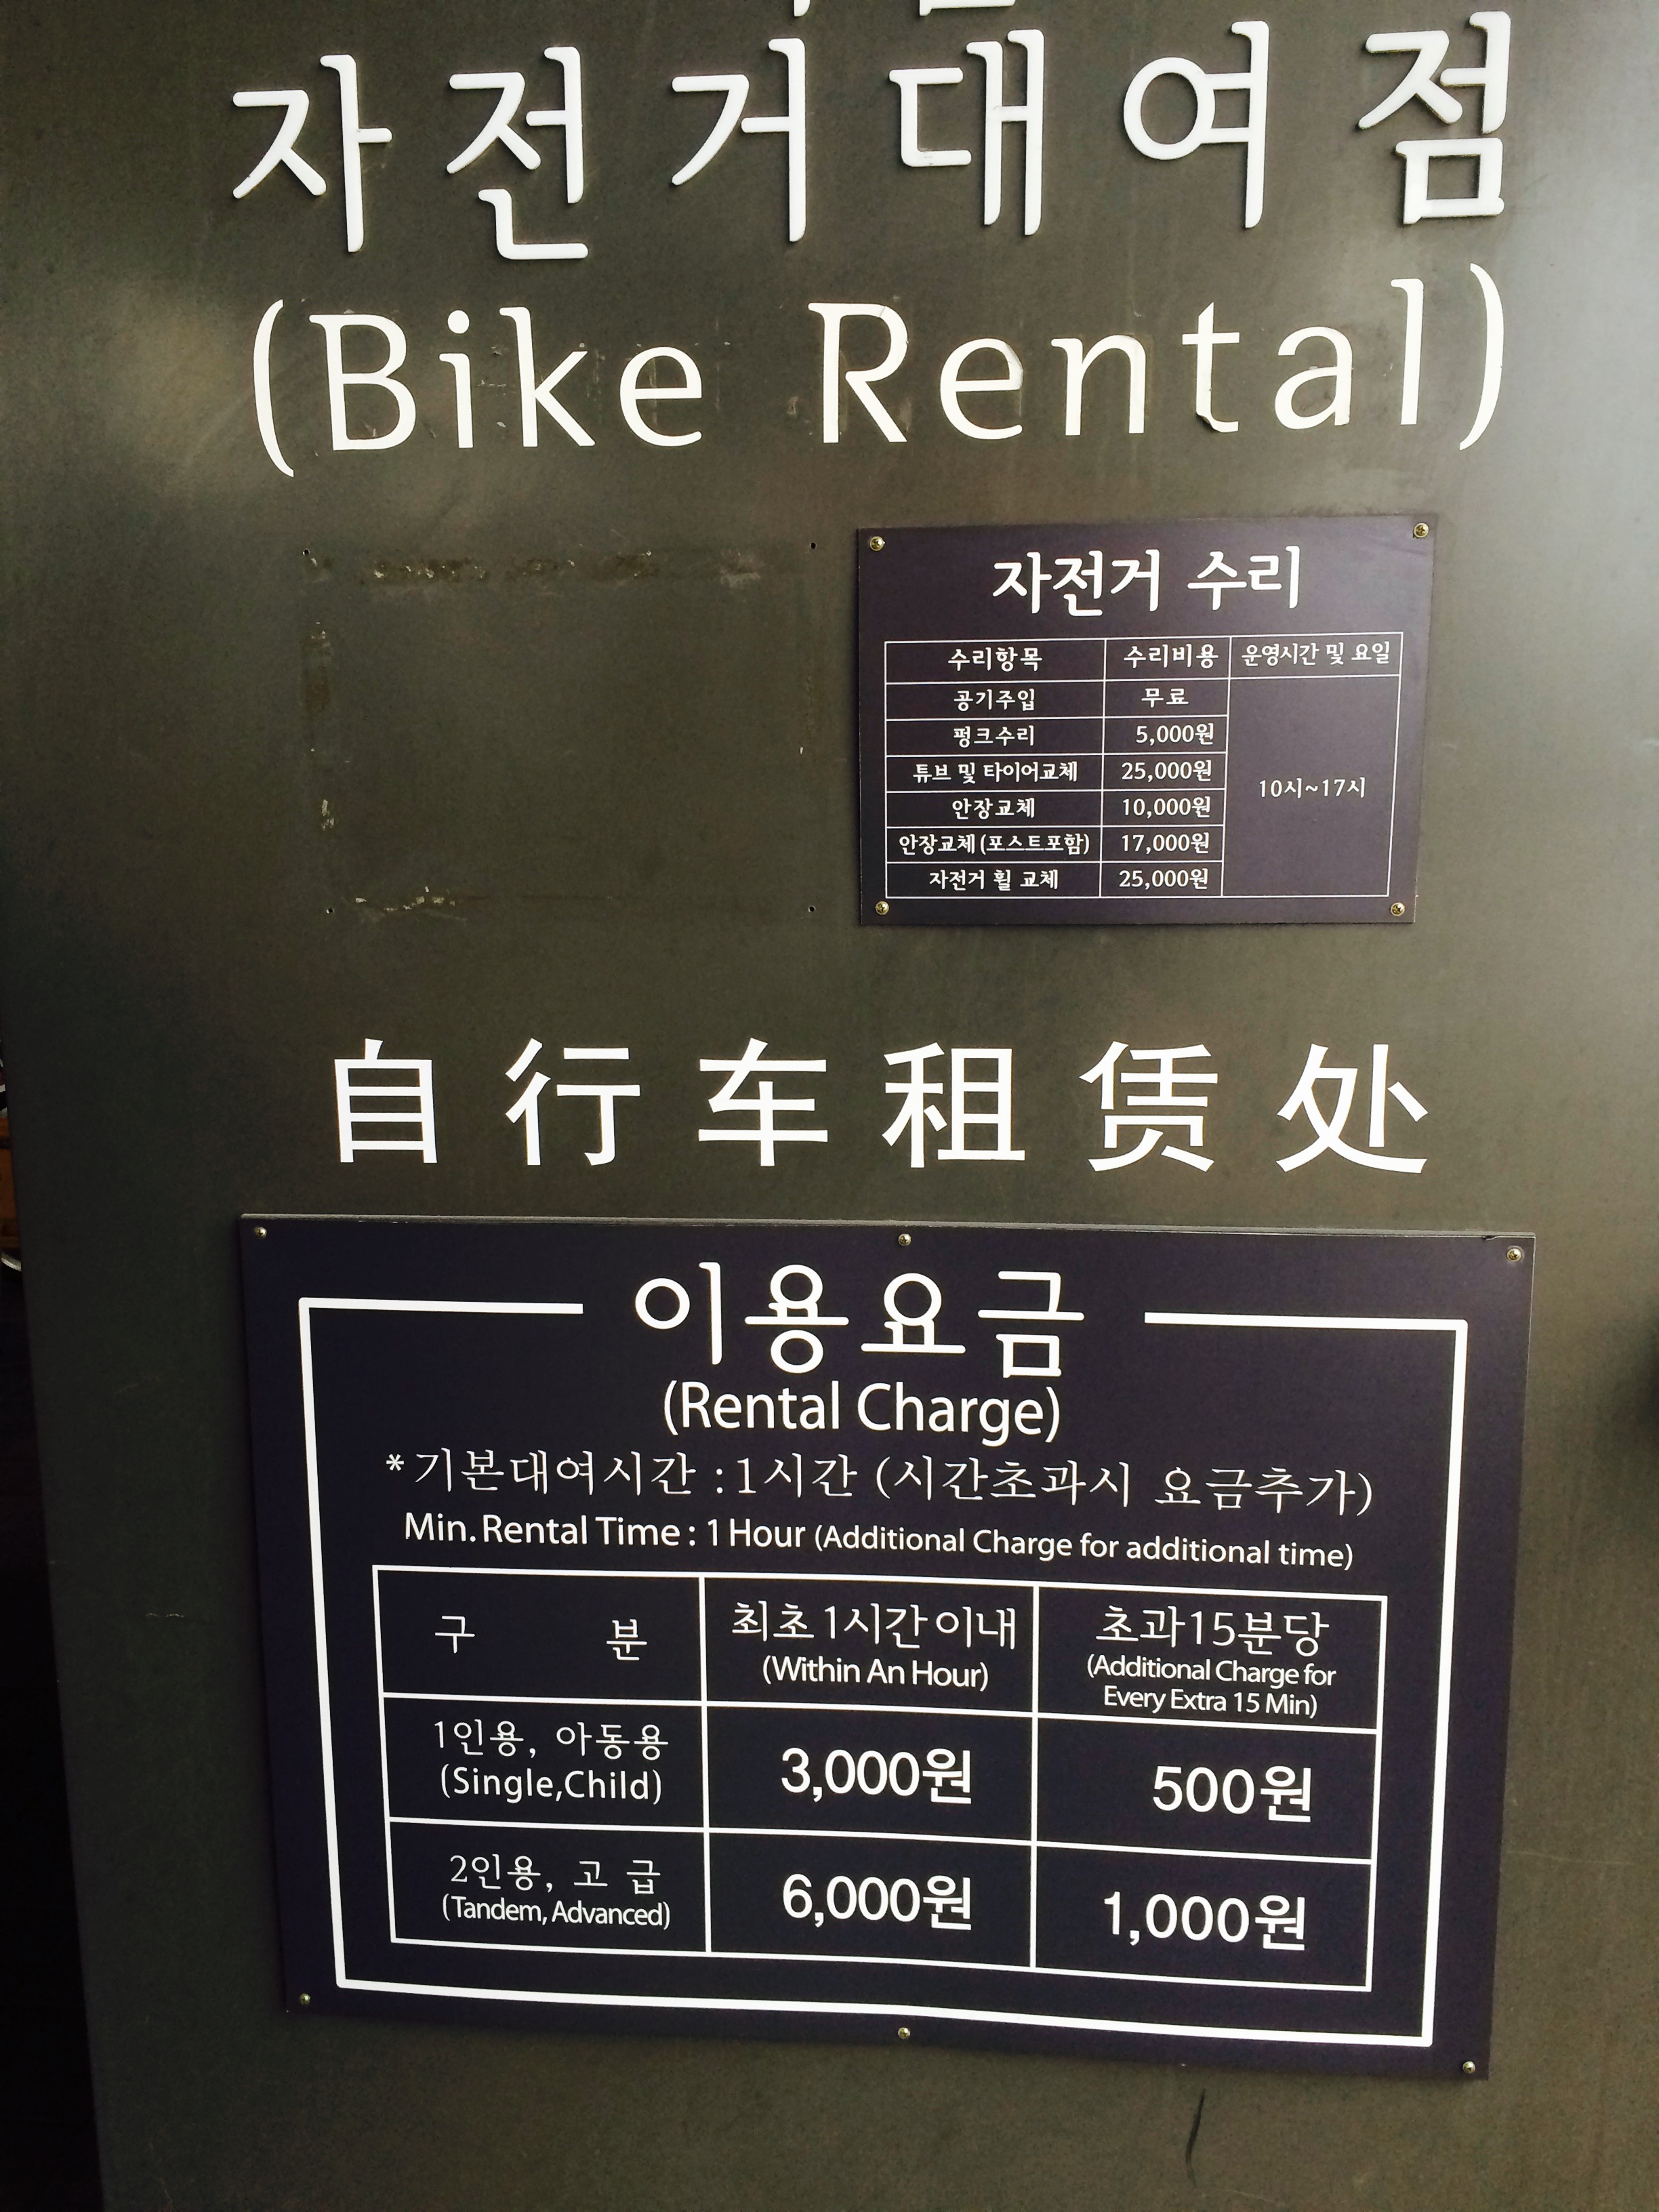 자전거대여점
(Bike Rental)
자전거 수리
수리항목 수리비용 운영시간 및 요일
공기주입 무료
펑크수리 5,000원
튜브 및 타이어교체 25,000원
10시~17시
안장교체 10,000원
안장교체(포스트포함) 17,000원
자전거 휠 교체 25,000원
自行车租赁处
이용요금
(Rental Charge)
*기본대여시간 : 1시간 (시간초과시 요금추가)
Min. Rental Time : 1 Hour (Additional Charge for additional time)
구 분 최초1시간이내 초과15분당
(Within An Hour) (Additional Charge for
Every Extra 15 Min)
1인용, 아동용
(Single,Child) 3,000원 500원
2인용, 고 급
(Tandem, Advanced) 6,000원 1,000원